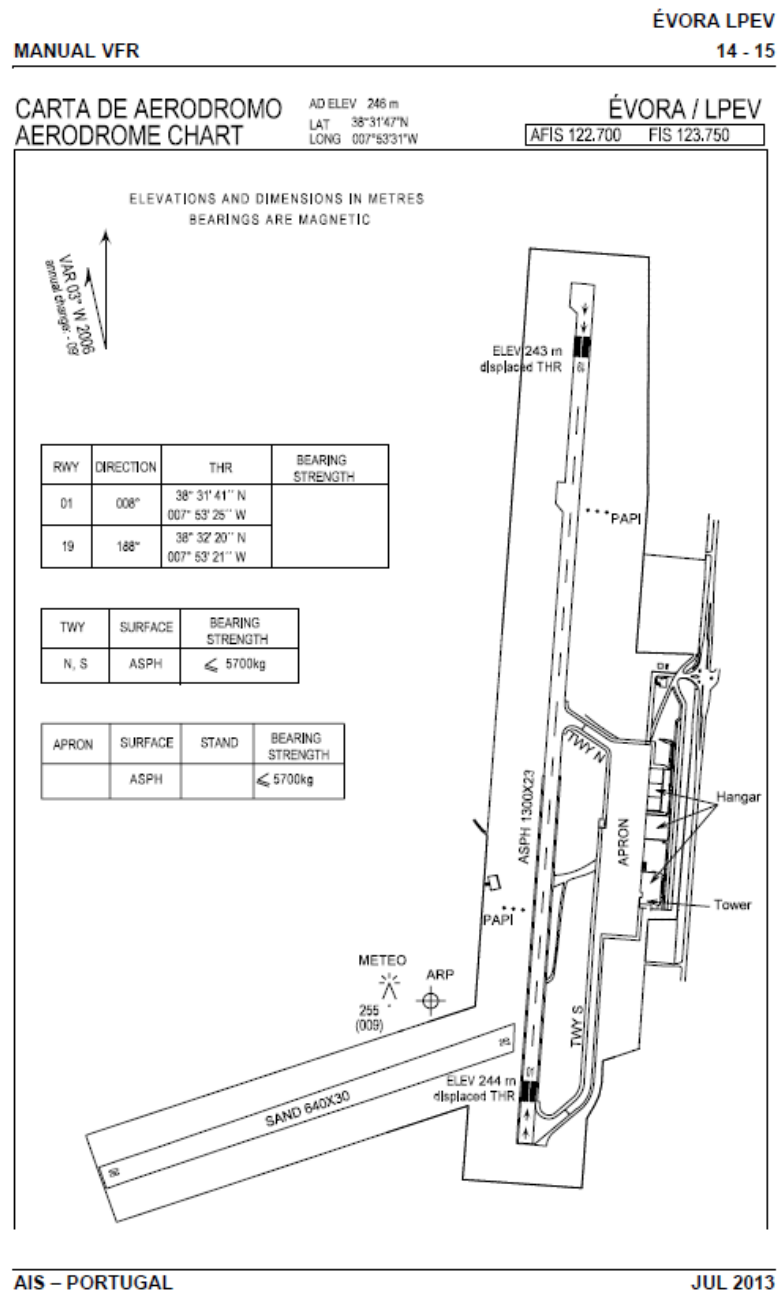 ÉVORA LPEV
MANUAL VFR 14 - 15
CARTA DE AERODROMO
AERODROME CHART
AD ELEV 246 m
LAT 38°31'47"N
LONG 007°53'31"W
ÉVORA / LPEV
AFIS 122.700 FIS 123.750
ELEVATIONS AND DIMENSIONS IN METRES
BEARINGS ARE MAGNETIC
VAR 03° W 2006
annual change: - 09'
ELEV 243 m
displaced THR
RWY DIRECTION THR BEARING STRENGTH
01 008° 38° 31' 41'' N
007° 53' 25'' W
19 188° 38° 32' 20'' N
007° 53' 21'' W
PAPI
TWY SURFACE BEARING STRENGTH
N, S ASPH ⩽ 5700kg
APRON SURFACE STAND BEARING STRENGTH
ASPH ⩽ 5700kg
TWY N
ASPH 1300X23
APRON
Hangar
Tower
PAPI
METEO
ARP
255
(009)
TWY S
01
ELEV 244 m
displaced THR
SAND 640X30
AIS – PORTUGAL JUL 2013